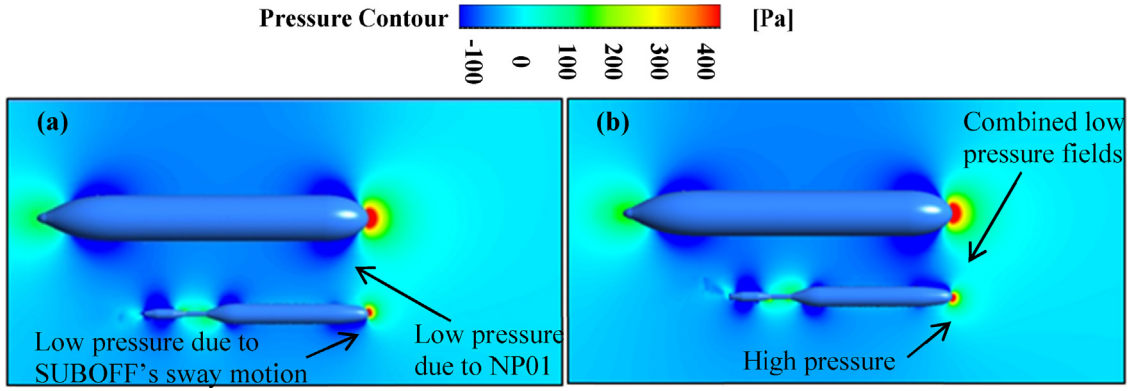 Pressure Contour
[Pa]
-100
0
100
200
300
400
(a)
Low pressure due to
SUBOFF's sway motion
Low pressure
due to NP01
(b)
Combined low
pressure fields
High pressure